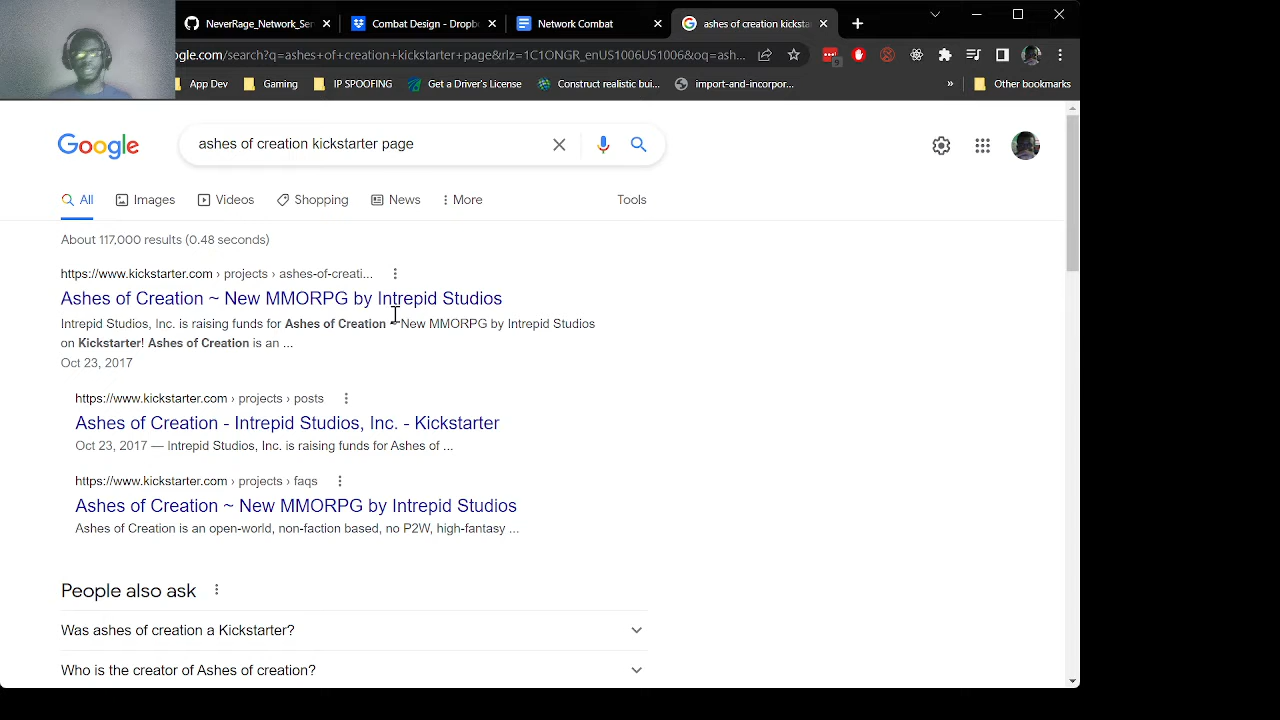 NeverRage_Network_Ser
Combat Design - Dropb
Network Combat
ashes of creation kicksta
gle.com/search?q=ashes+of+creation+kickstarter+page&rlz=1C1ONGR_enUS1006US1006&oq=ash...
App Dev
Gaming
IP SPOOFING
Get a Driver's License
Construct realistic bui...
import-and-incorpor...
»
Other bookmarks
Google
ashes of creation kickstarter page
All
Images
Videos
Shopping
News
More
Tools
About 117,000 results (0.48 seconds)
https://www.kickstarter.com › projects › ashes-of-creati...
Ashes of Creation ~ New MMORPG by Intrepid Studios
Intrepid Studios, Inc. is raising funds for Ashes of Creation ~ New MMORPG by Intrepid Studios
on Kickstarter! Ashes of Creation is an ...
Oct 23, 2017
https://www.kickstarter.com › projects › posts
Ashes of Creation - Intrepid Studios, Inc. - Kickstarter
Oct 23, 2017 — Intrepid Studios, Inc. is raising funds for Ashes of ...
https://www.kickstarter.com › projects › faqs
Ashes of Creation ~ New MMORPG by Intrepid Studios
Ashes of Creation is an open-world, non-faction based, no P2W, high-fantasy ...
People also ask
Was ashes of creation a Kickstarter?
Who is the creator of Ashes of creation?